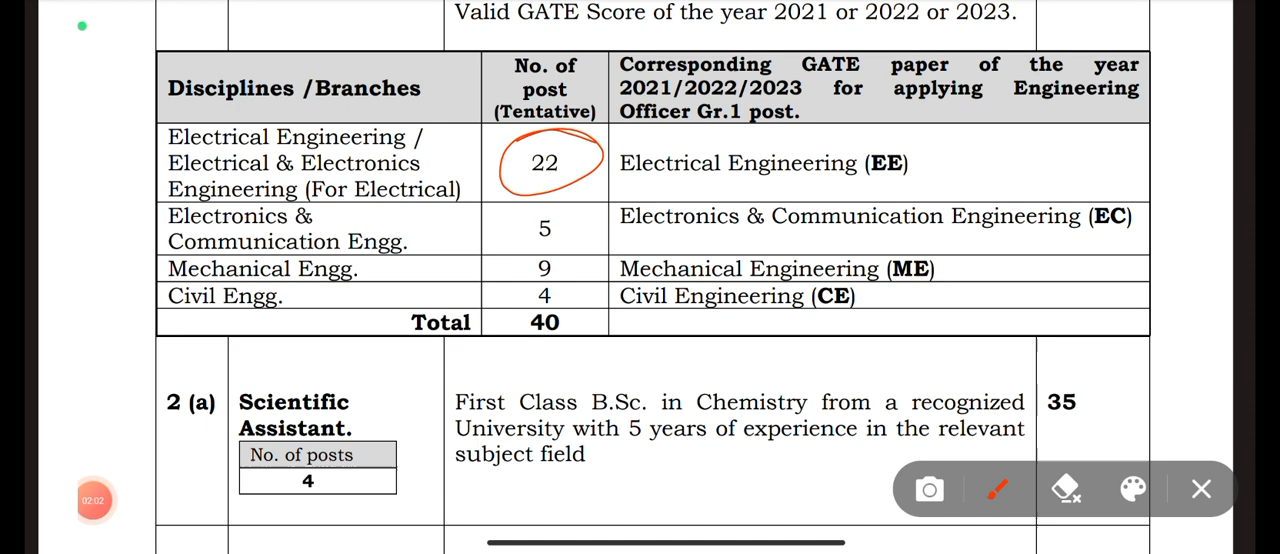 Valid GATE Score of the year 2021 or 2022 or 2023.
Disciplines /Branches
No. of
post
(Tentative)
Corresponding GATE paper of the year
2021/2022/2023 for applying Engineering
Officer Gr.1 post.
Electrical Engineering /
Electrical & Electronics
Engineering (For Electrical)
22
Electrical Engineering (EE)
Electronics &
Communication Engg.
5
Electronics & Communication Engineering (EC)
Mechanical Engg.
9
Mechanical Engineering (ME)
Civil Engg.
4
Civil Engineering (CE)
Total
40
2 (a)
Scientific
Assistant.
No. of posts
4
First Class B.Sc. in Chemistry from a recognized
University with 5 years of experience in the relevant
subject field
35
02:02